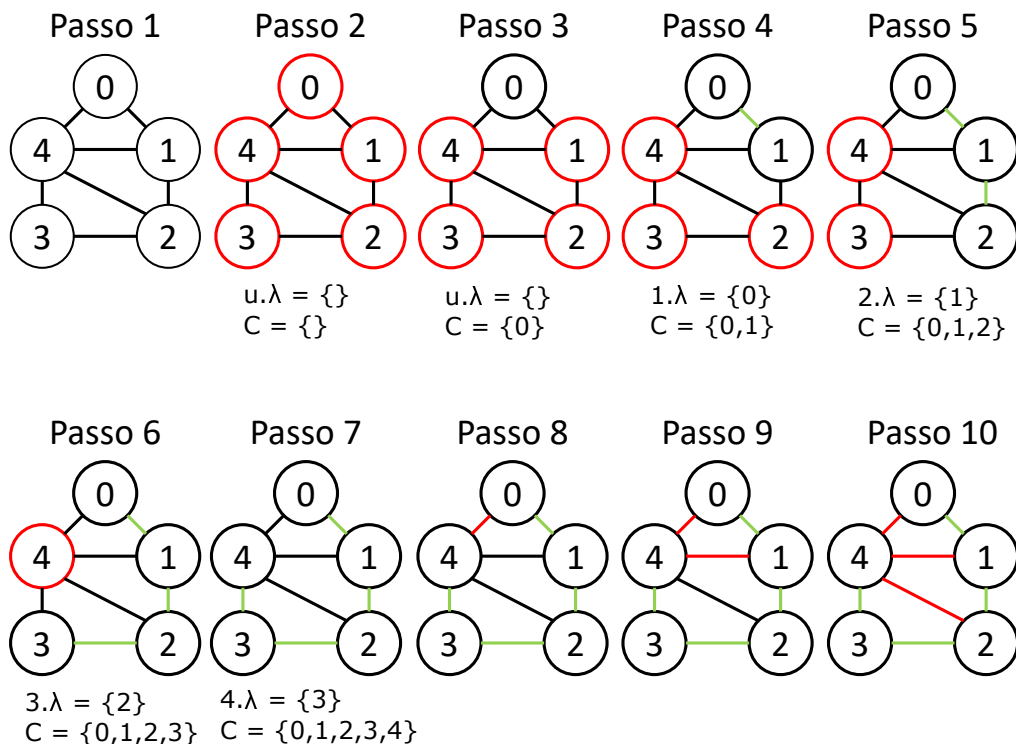 Passo 1 Passo 2 Passo 3 Passo 4 Passo 5
0 0 0 0 0
4 1 4 1 4 1 4 1 4 1
3 2 3 2 3 2 3 2 3 2
u.λ = {} u.λ = {} 1.λ = {0} 2.λ = {1}
C = {} C = {0} C = {0,1} C = {0,1,2}
Passo 6 Passo 7 Passo 8 Passo 9 Passo 10
0 0 0 0 0
4 1 4 1 4 1 4 1 4 1
3 2 3 2 3 2 3 2 3 2
3.λ = {2} 4.λ = {3}
C = {0,1,2,3} C = {0,1,2,3,4}